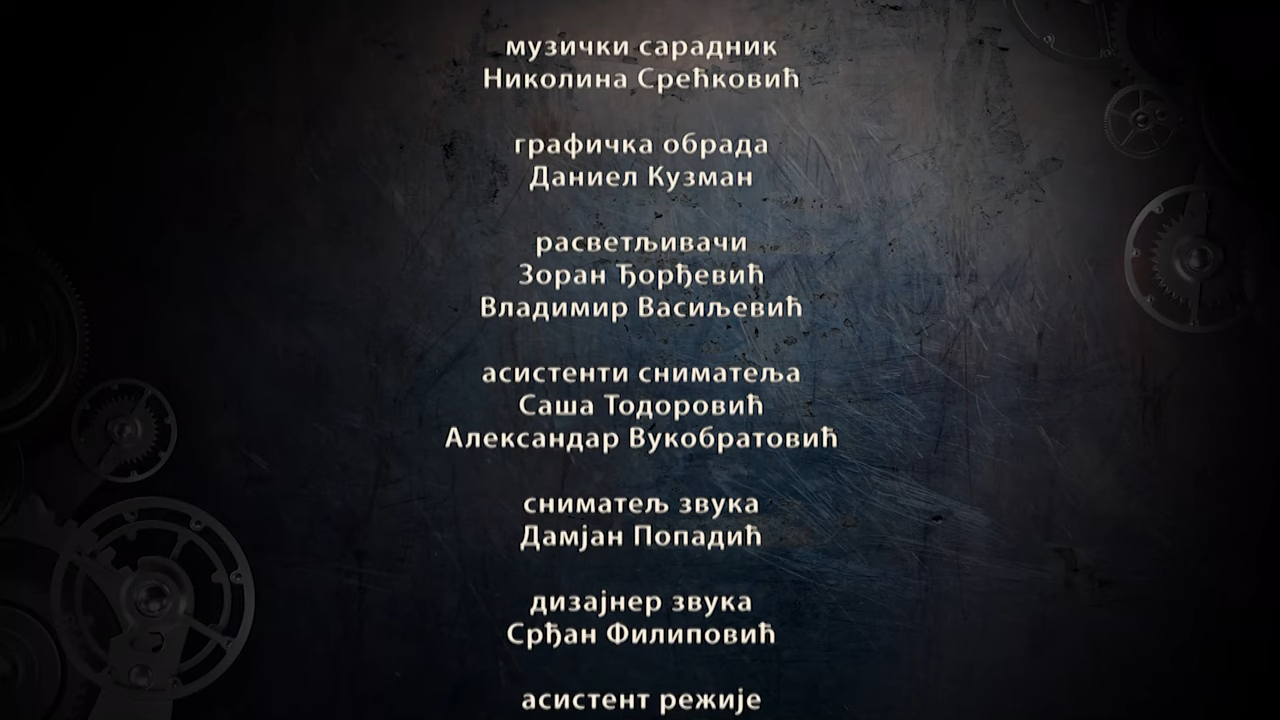 музички сарадник
Николина Срећковић
графичка обрада
Даниел Кузман
расветљивачи
Зоран Ђорђевић
Владимир Васиљевић
асистенти сниматеља
Саша Тодоровић
Александар Вукобратовић
сниматељ звука
Дамјан Попадић
дизајнер звука
Срђан Филиповић
асистент режије